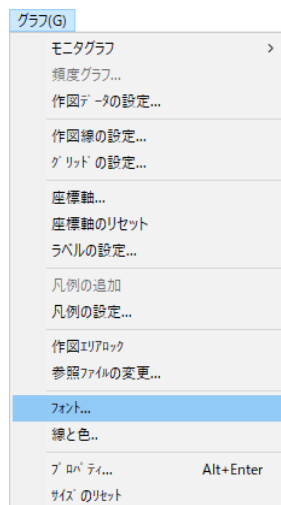 グラフ(G)
モニタグラフ >
頻度グラフ...
作図ﾃﾞｰﾀの設定...
作図線の設定...
ｸﾞﾘｯﾄﾞの設定...
座標軸...
座標軸のリセット
ラベルの設定...
凡例の追加
凡例の設定...
作図ｴﾘｱﾛｯｸ
参照ﾌｧｲﾙの変更...
ﾌｫﾝﾄ...
線と色..
ﾌﾟﾛﾊﾟﾃｨ... Alt+Enter
ｻｲｽﾞのﾘｾｯﾄ